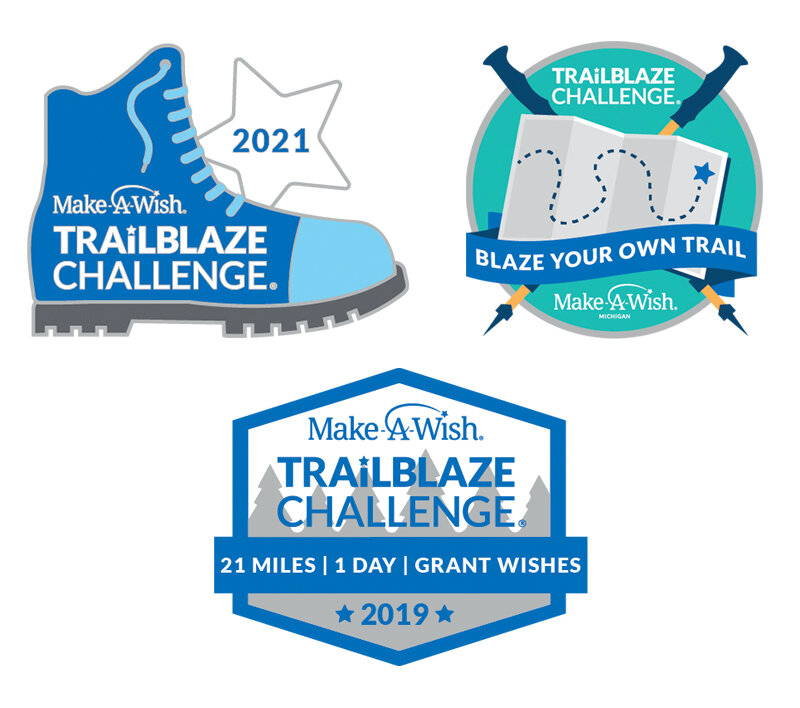 2021
Make-A-Wish®
TRAiLBLAZE
CHALLENGE®
TRAiLBLAZE
CHALLENGE®
BLAZE YOUR OWN TRAIL
Make-A-Wish®
MICHIGAN
Make-A-Wish®
TRAiLBLAZE
CHALLENGE®
21 MILES | 1 DAY | GRANT WISHES
2019